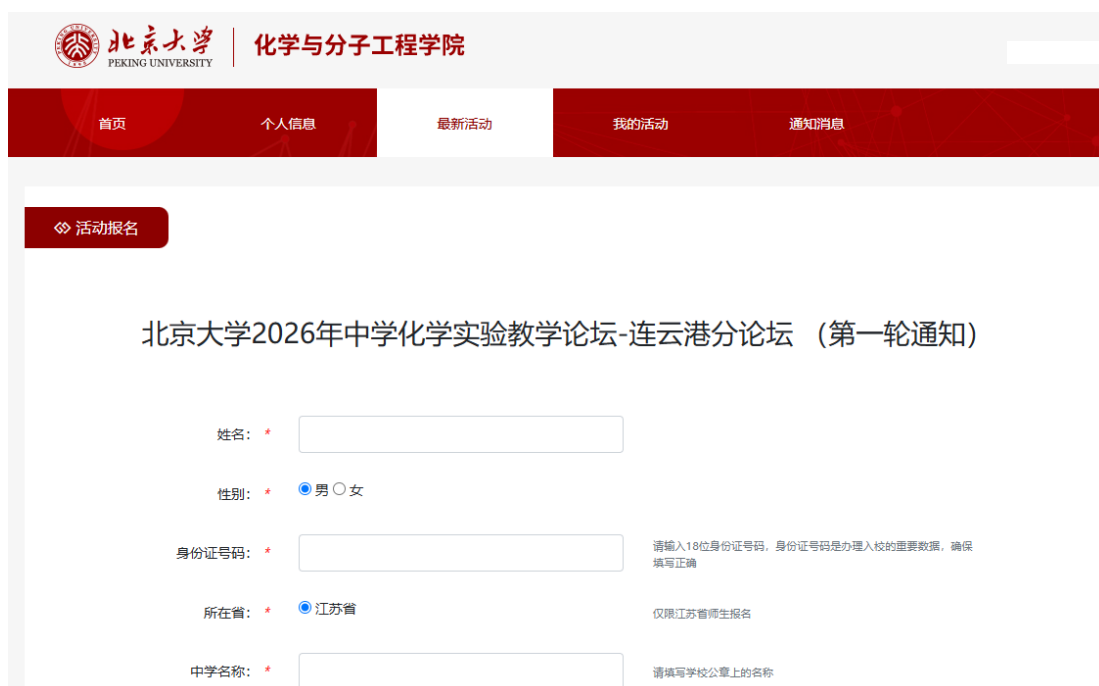 北京大学 化学与分子工程学院
PEKING UNIVERSITY
首页 个人信息 最新活动 我的活动 通知消息
活动报名
北京大学2026年中学化学实验教学论坛-连云港分论坛 （第一轮通知）
姓名： *
性别： * 男 女
身份证号码： * 请输入18位身份证号码，身份证号码是办理入校的重要数据，确保
填写正确
所在省： * 江苏省 仅限江苏省师生报名
中学名称： * 请填写学校公章上的名称